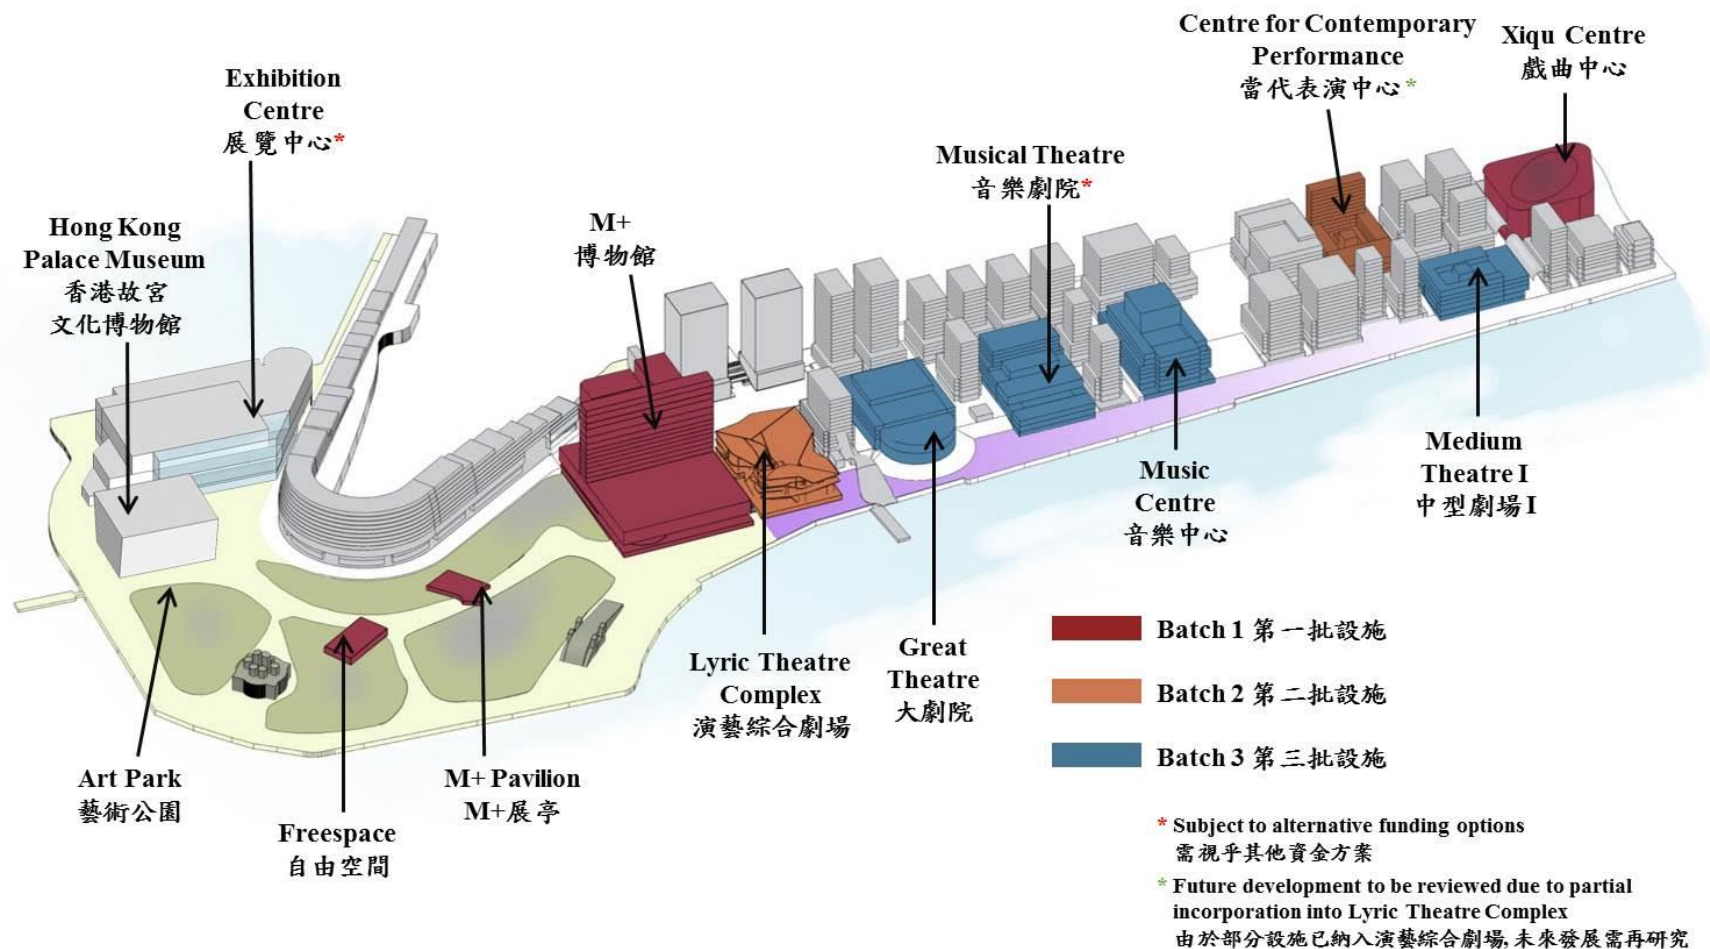 Centre for Contemporary
Performance
當代表演中心*
Xiqu Centre
戲曲中心
Exhibition
Centre
展覽中心*
Musical Theatre
音樂劇院*
Hong Kong
Palace Museum
香港故宮
文化博物館
M+
博物館
Medium
Theatre I
中型劇場 I
Music
Centre
音樂中心
Lyric Theatre
Complex
演藝綜合劇場
Great
Theatre
大劇院
Art Park
藝術公園
Freespace
自由空間
M+ Pavilion
M+展亭
Batch 1 第一批設施
Batch 2 第二批設施
Batch 3 第三批設施
* Subject to alternative funding options
需視乎其他資金方案
* Future development to be reviewed due to partial
incorporation into Lyric Theatre Complex
由於部分設施已納入演藝綜合劇場, 未來發展需再研究